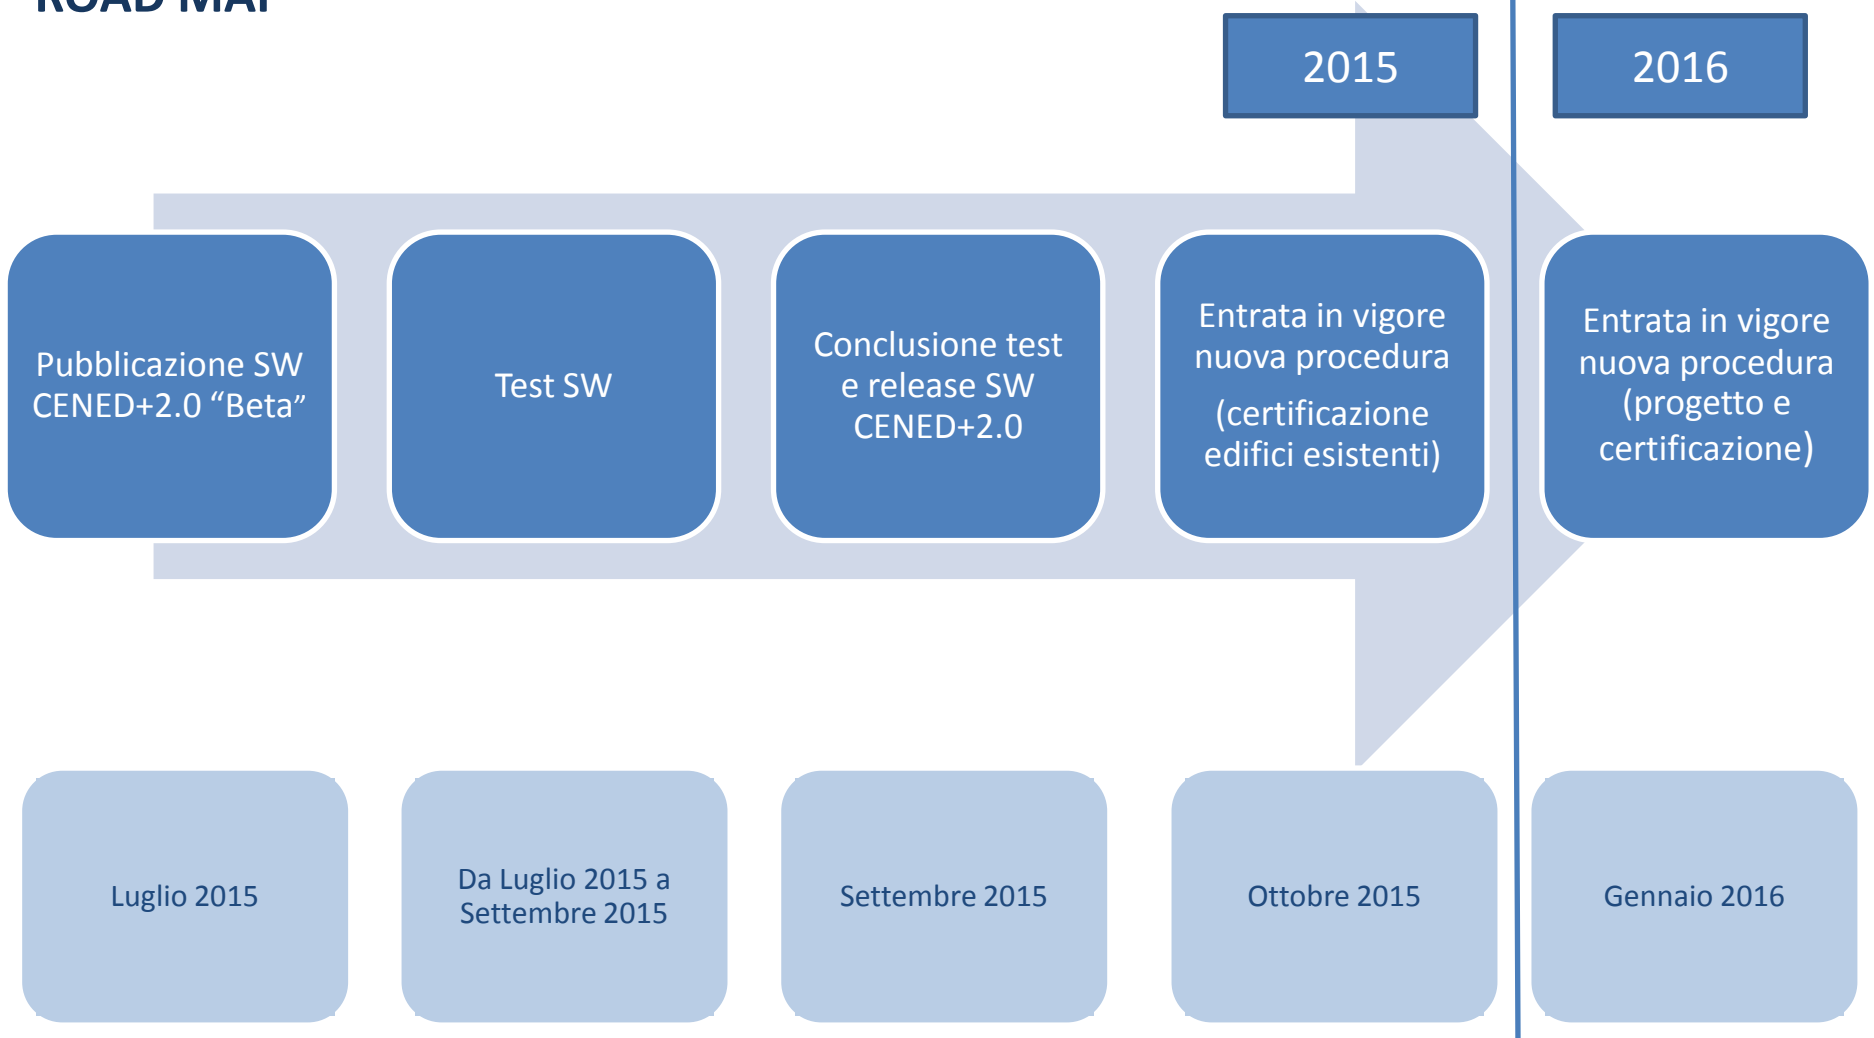 ROAD MAP
2015
2016
Pubblicazione SW
CENED+2.0 “Beta”
Test SW
Conclusione test
e release SW
CENED+2.0
Entrata in vigore
nuova procedura
(certificazione
edifici esistenti)
Entrata in vigore
nuova procedura
(progetto e
certificazione)
Luglio 2015
Da Luglio 2015 a
Settembre 2015
Settembre 2015
Ottobre 2015
Gennaio 2016